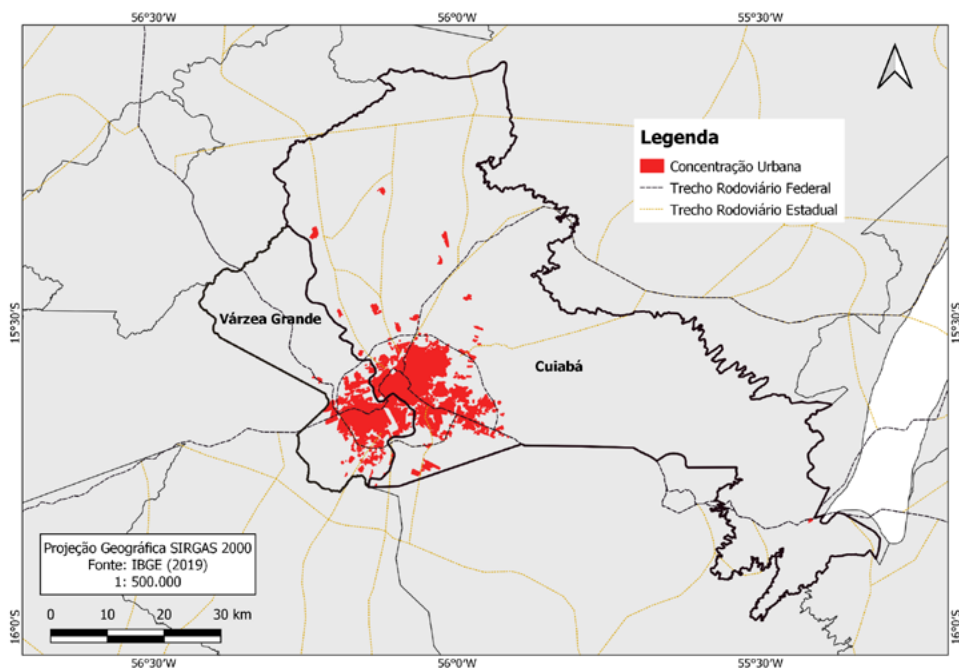 56°30'W 56°0'W 55°30'W
Legenda
Concentração Urbana
Trecho Rodoviário Federal
Trecho Rodoviário Estadual
15°30'S
15°30'S
Várzea Grande
Cuiabá
Projeção Geográfica SIRGAS 2000
Fonte: IBGE (2019)
1: 500.000
0 10 20 30 km
16°0'S
16°0'S
56°30'W 56°0'W 55°30'W